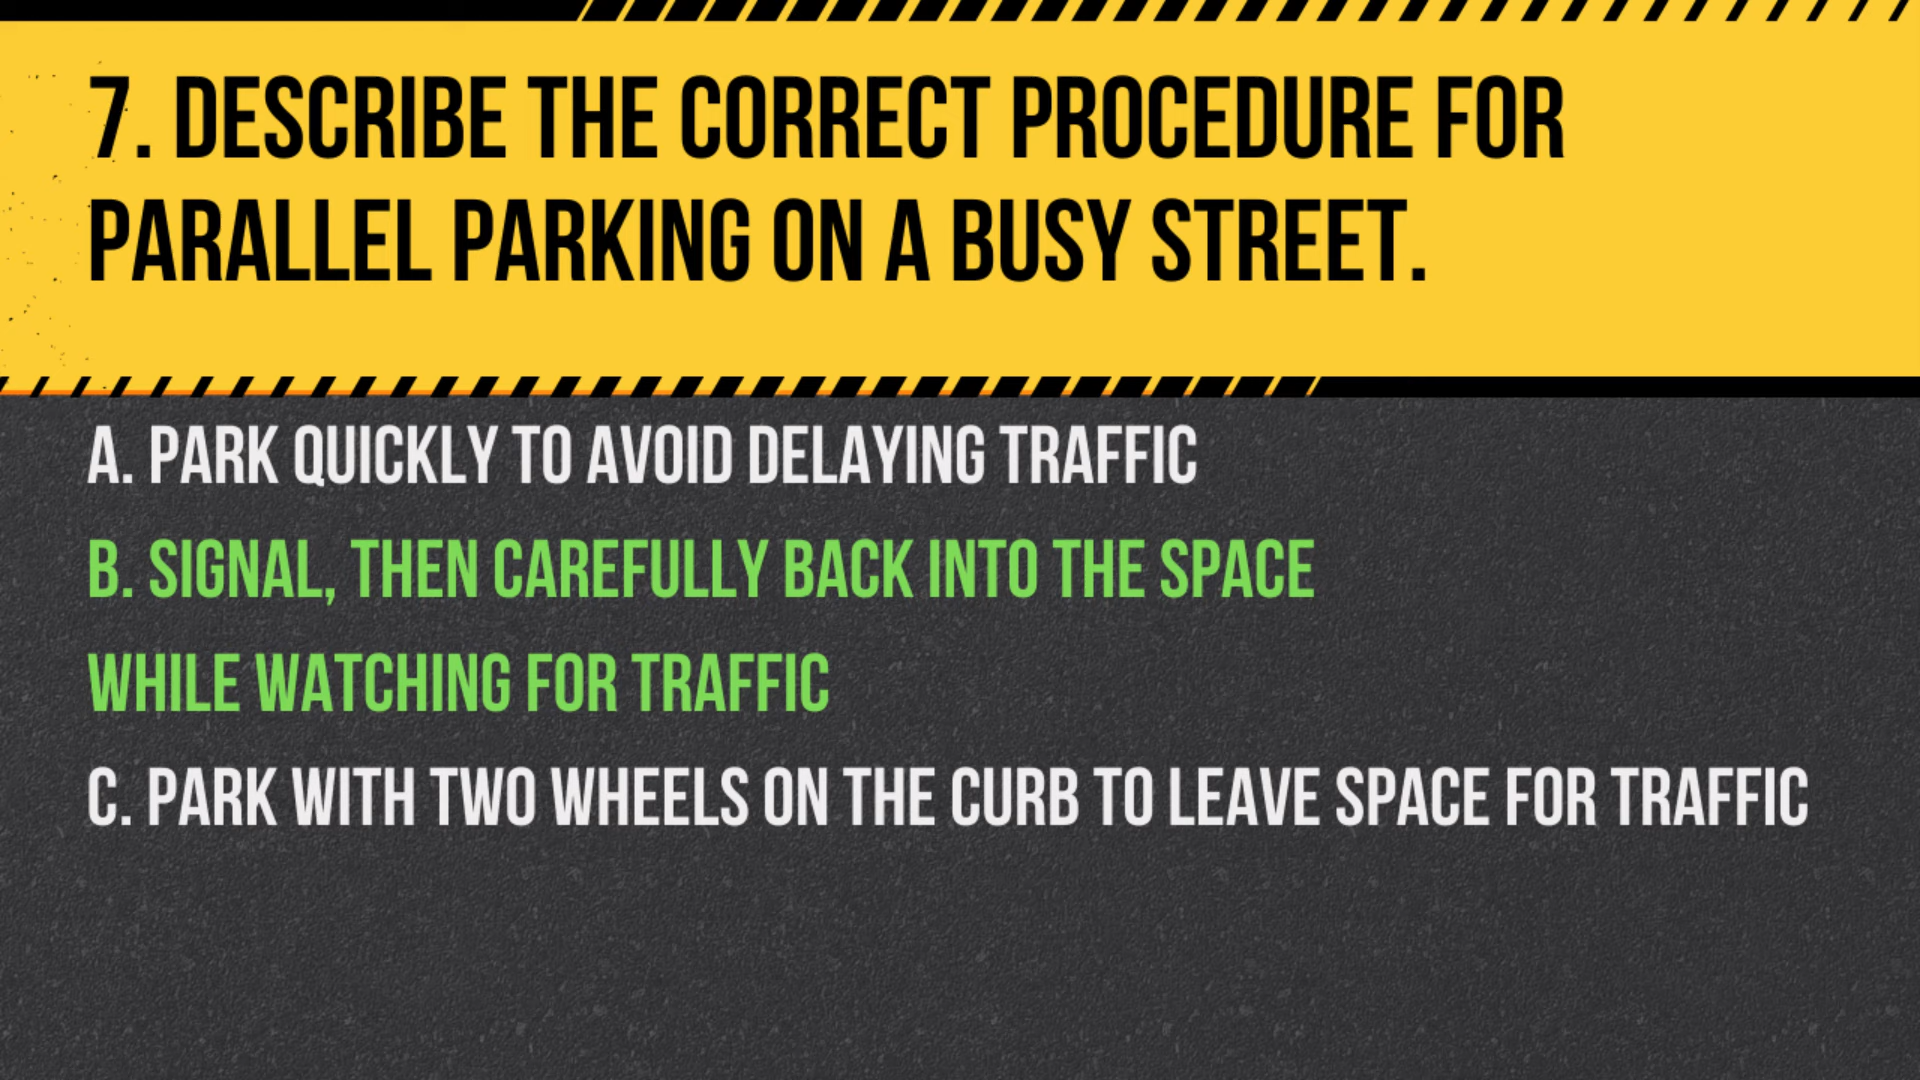 7. DESCRIBE THE CORRECT PROCEDURE FOR
PARALLEL PARKING ON A BUSY STREET.
A. PARK QUICKLY TO AVOID DELAYING TRAFFIC
B. SIGNAL, THEN CAREFULLY BACK INTO THE SPACE
WHILE WATCHING FOR TRAFFIC
C. PARK WITH TWO WHEELS ON THE CURB TO LEAVE SPACE FOR TRAFFIC